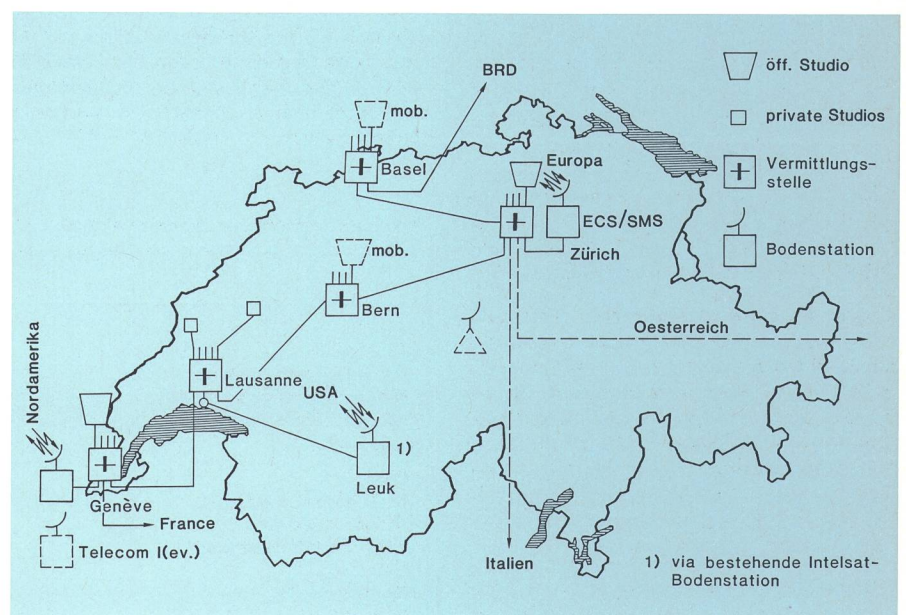 BRD
öff. Studio
mob.
private Studios
Basel
Europa
Vermittlungs-
stelle
ECS/SMS
Zürich
mob.
Bodenstation
Bern
Oesterreich
Nordamerika
Lausanne
USA
1)
Leuk
Genève
France
Telecom I(ev.)
Italien
1) via bestehende Intelsat-
Bodenstation